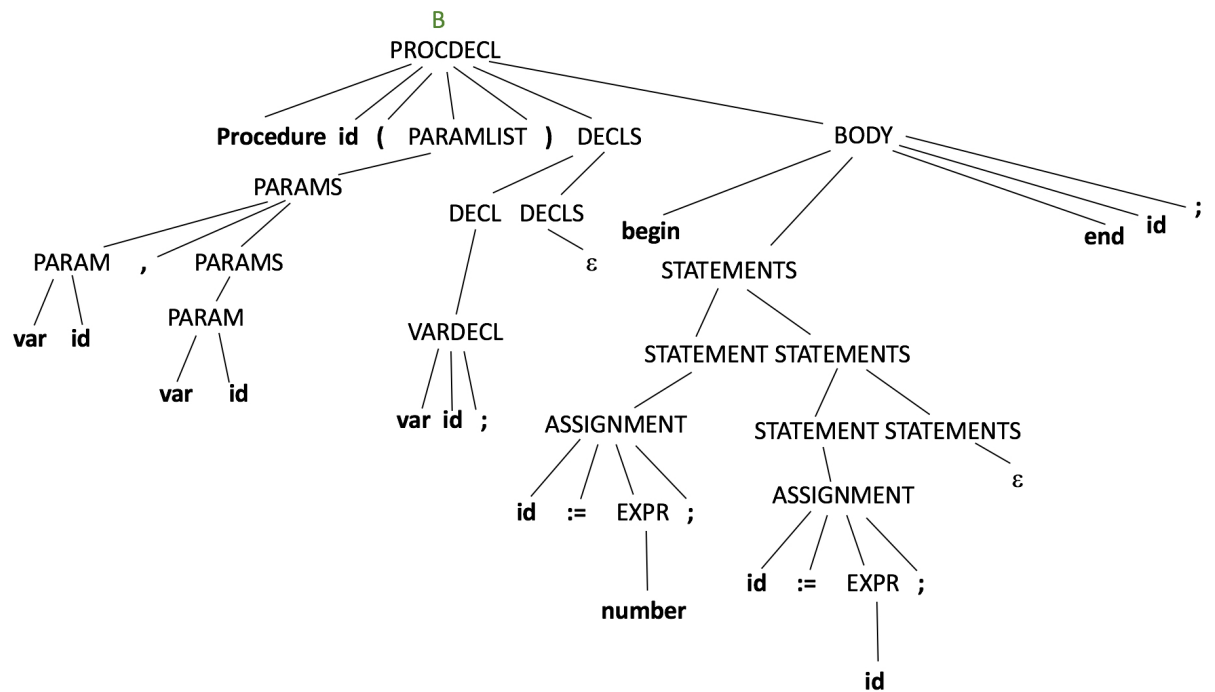 B
PROCDECL
Procedure id ( PARAMLIST ) DECLS BODY
PARAMS
DECL DECLS begin end id ;
PARAM , PARAMS ε STATEMENTS
var id PARAM VARDECL
STATEMENT STATEMENTS
var id
var id ; ASSIGNMENT STATEMENT STATEMENTS
ε
ASSIGNMENT
id := EXPR ;
id := EXPR ;
number
id